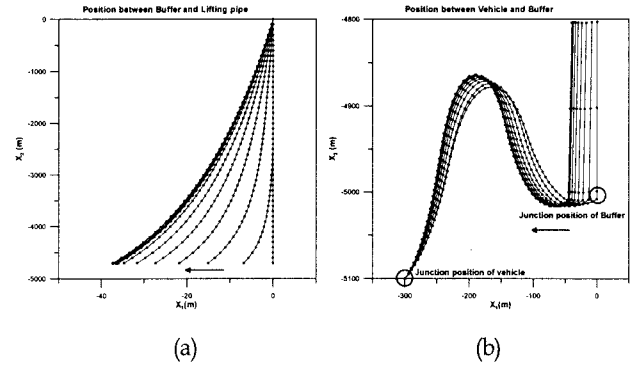 Position between Buffer and Lifting pipe
0
-1000
-2000
-3000
-4000
-5000
X₃ (m)
-40
-20
0
X₁(m)
(a)
Position between Vehicle and Buffer
-4800
-4900
-5000
-5100
X₃ (m)
Junction position of Buffer
Junction position of vehicle
-300
-200
-100
0
X₁(m)
(b)